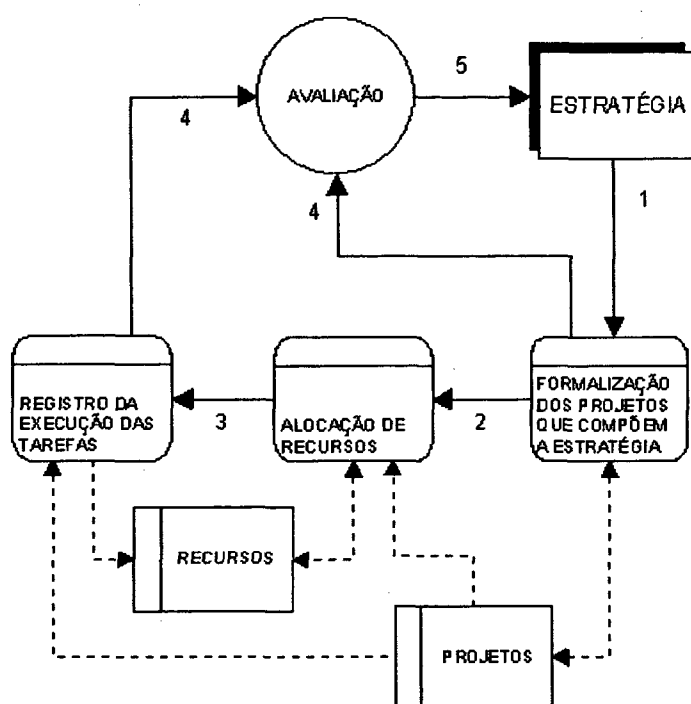 AVALIAÇÃO
5
ESTRATÉGIA
4
4
1
REGISTRO DA
EXECUÇÃO DAS
TAREFAS
3
ALOCAÇÃO DE
RECURSOS
2
FORMALIZAÇÃO
DOS PROJETOS
QUE COMPÕEM
A ESTRATÉGIA
RECURSOS
PROJETOS